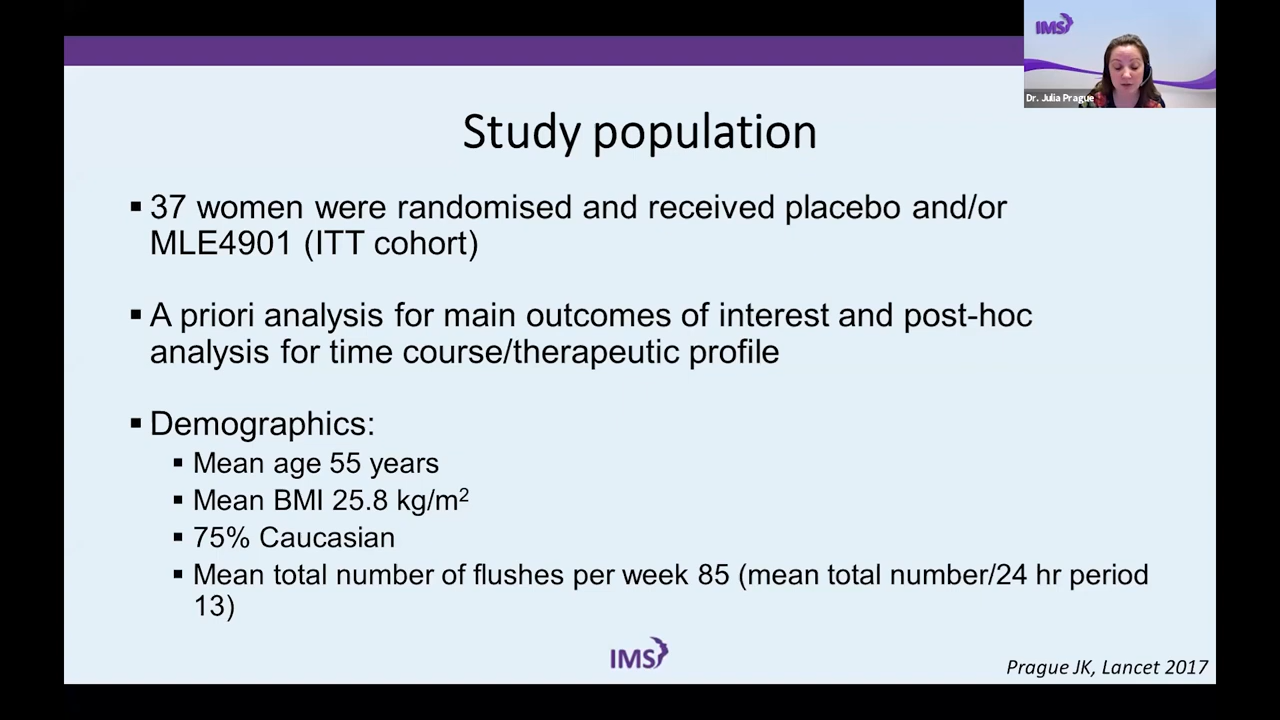 IMS
Dr. Julia Prague
Study population
▪ 37 women were randomised and received placebo and/or
MLE4901 (ITT cohort)
▪ A priori analysis for main outcomes of interest and post-hoc
analysis for time course/therapeutic profile
▪ Demographics:
▪ Mean age 55 years
▪ Mean BMI 25.8 kg/m²
▪ 75% Caucasian
▪ Mean total number of flushes per week 85 (mean total number/24 hr period
13)
IMS
Prague JK, Lancet 2017